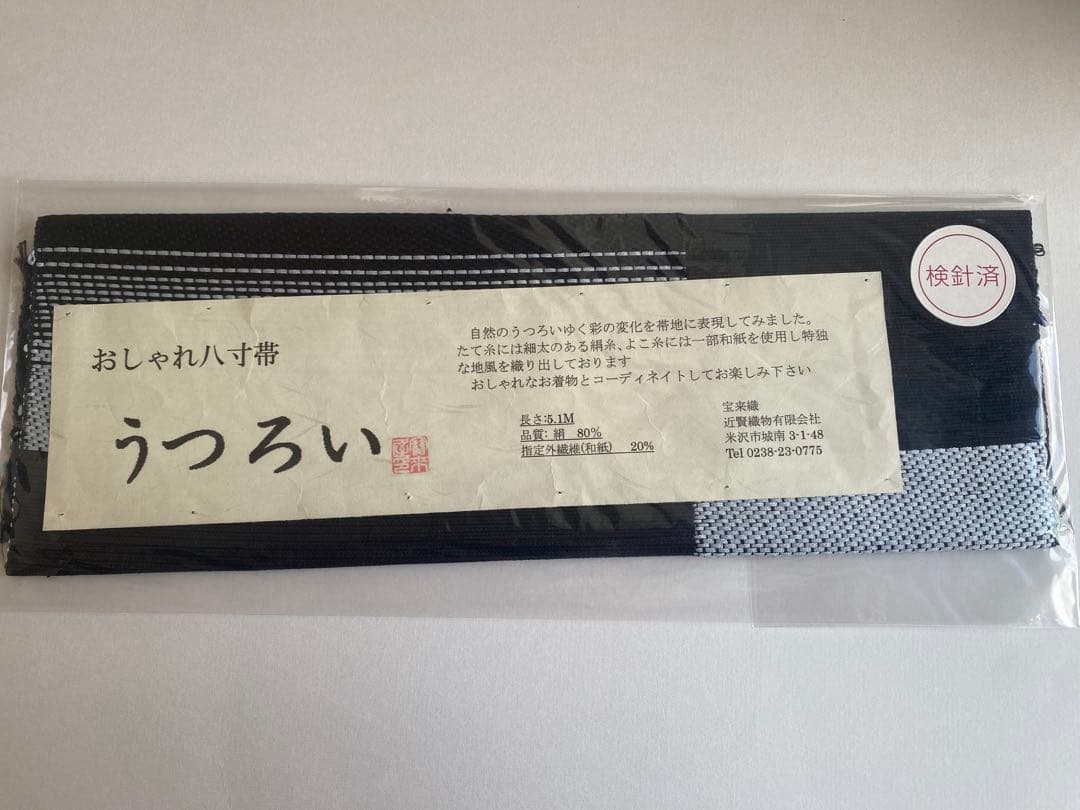 おしゃれ八寸帯
うつろい
自然のうつろいゆく彩の変化を帯地に表現してみました。
たて糸には細太のある絹糸、よこ糸には一部和紙を使用し特独
な地風を織り出しております
おしゃれなお着物とコーディネイトしてお楽しみ下さい
長さ:5.1M
品質: 絹 80%
指定外繊維(和紙) 20%
宝来織
近賢織物有限会社
米沢市城南 3-1-48
Tel 0238-23-0775
検針済